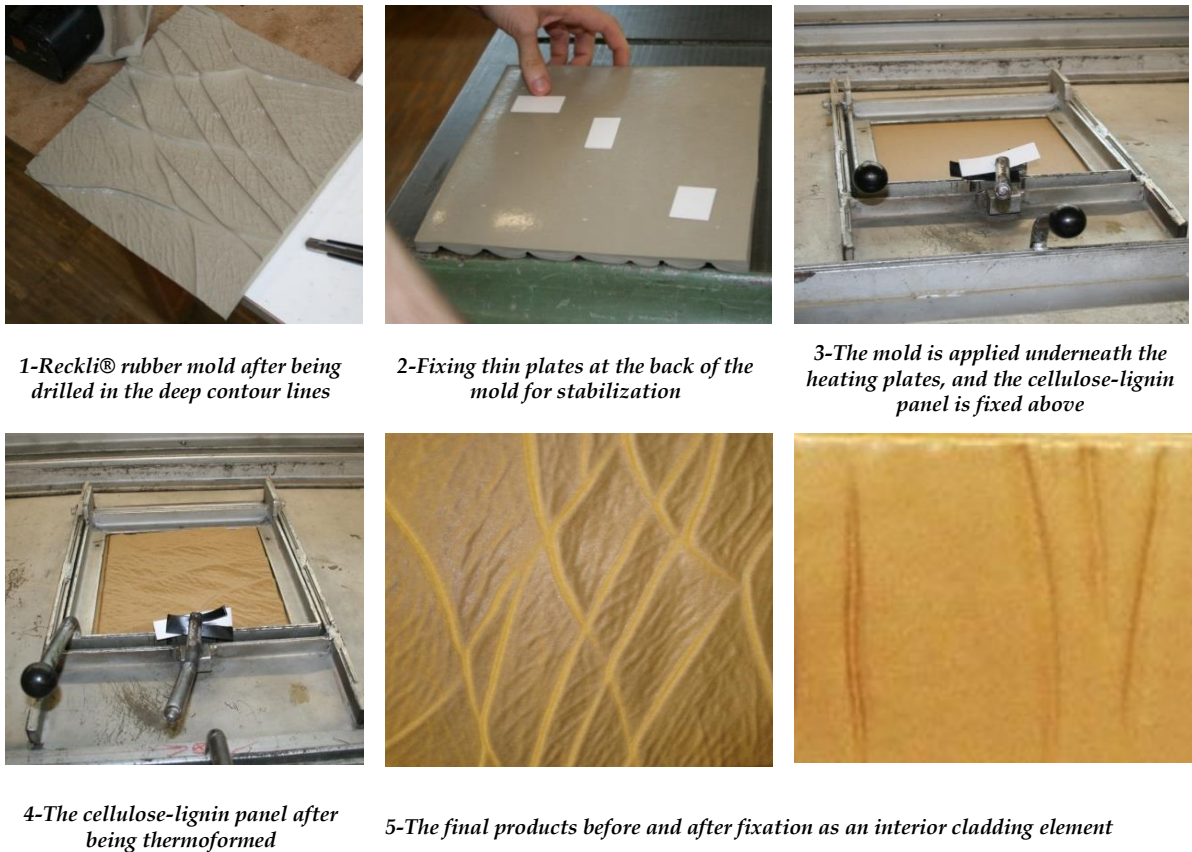 1-Reckli® rubber mold after being
drilled in the deep contour lines
2-Fixing thin plates at the back of the
mold for stabilization
3-The mold is applied underneath the
heating plates, and the cellulose-lignin
panel is fixed above
4-The cellulose-lignin panel after
being thermoformed
5-The final products before and after fixation as an interior cladding element